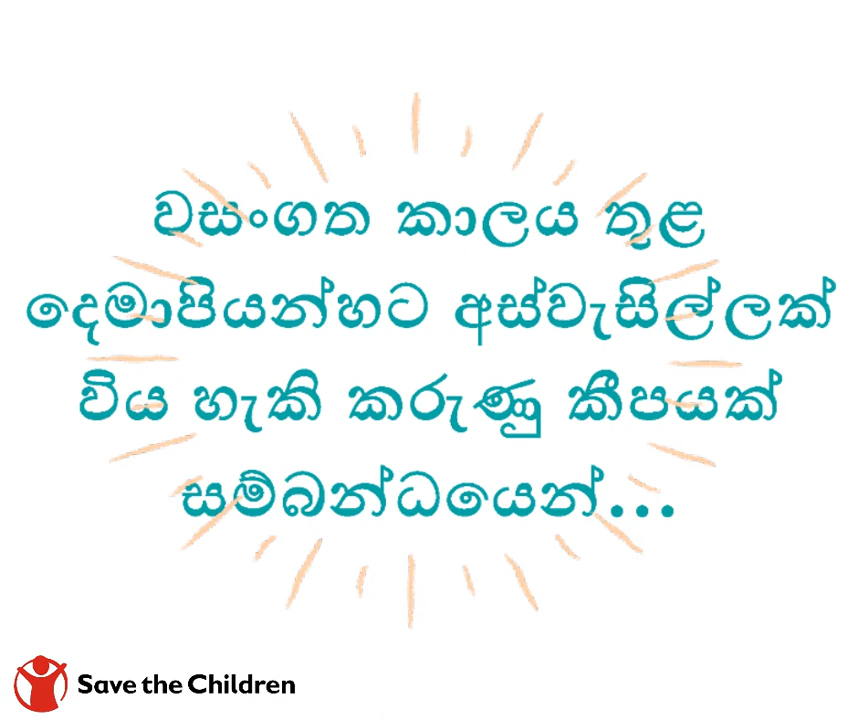 වසංගත කාලය තුළ
දෙමාපියන්හට අස්වැසිල්ලක්
විය හැකි කරුණු කීපයක්
සම්බන්ධයෙන්...
Save the Children